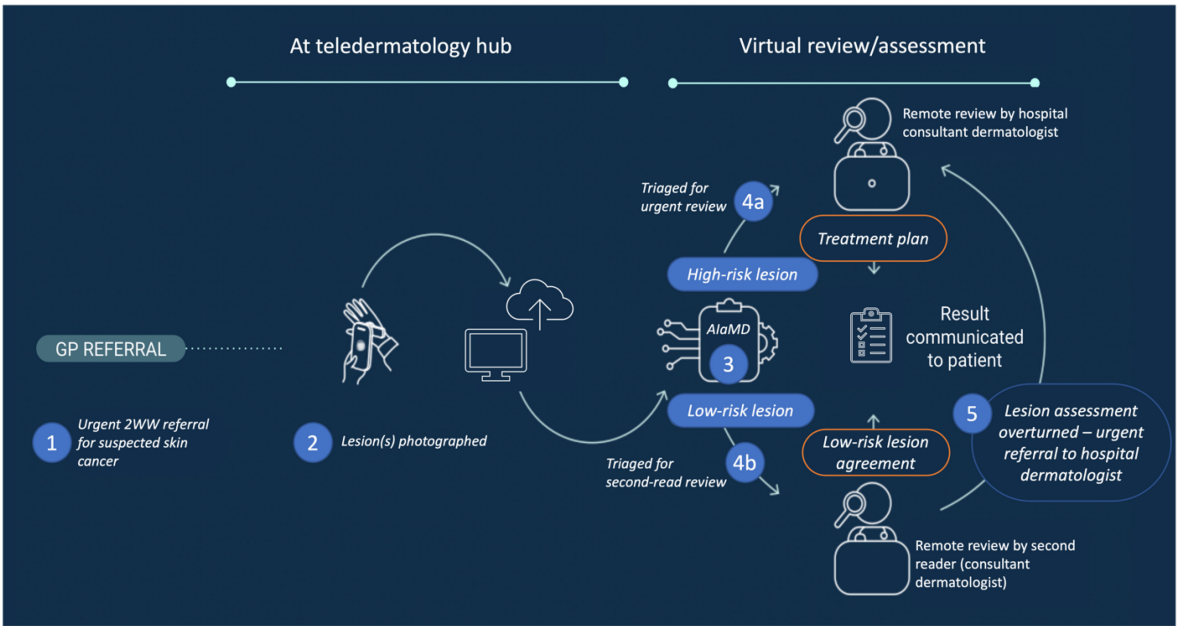 At teledermatology hub
Virtual review/assessment
Remote review by hospital
consultant dermatologist
Triaged for
urgent review
4a
Treatment plan
High-risk lesion
AIaMD
3
Result
communicated
to patient
GP REFERRAL
1
Urgent 2WW referral
for suspected skin
cancer
2
Lesion(s) photographed
Low-risk lesion
Triaged for
second-read review
4b
Low-risk lesion
agreement
5
Lesion assessment
overturned – urgent
referral to hospital
dermatologist
Remote review by second
reader (consultant
dermatologist)